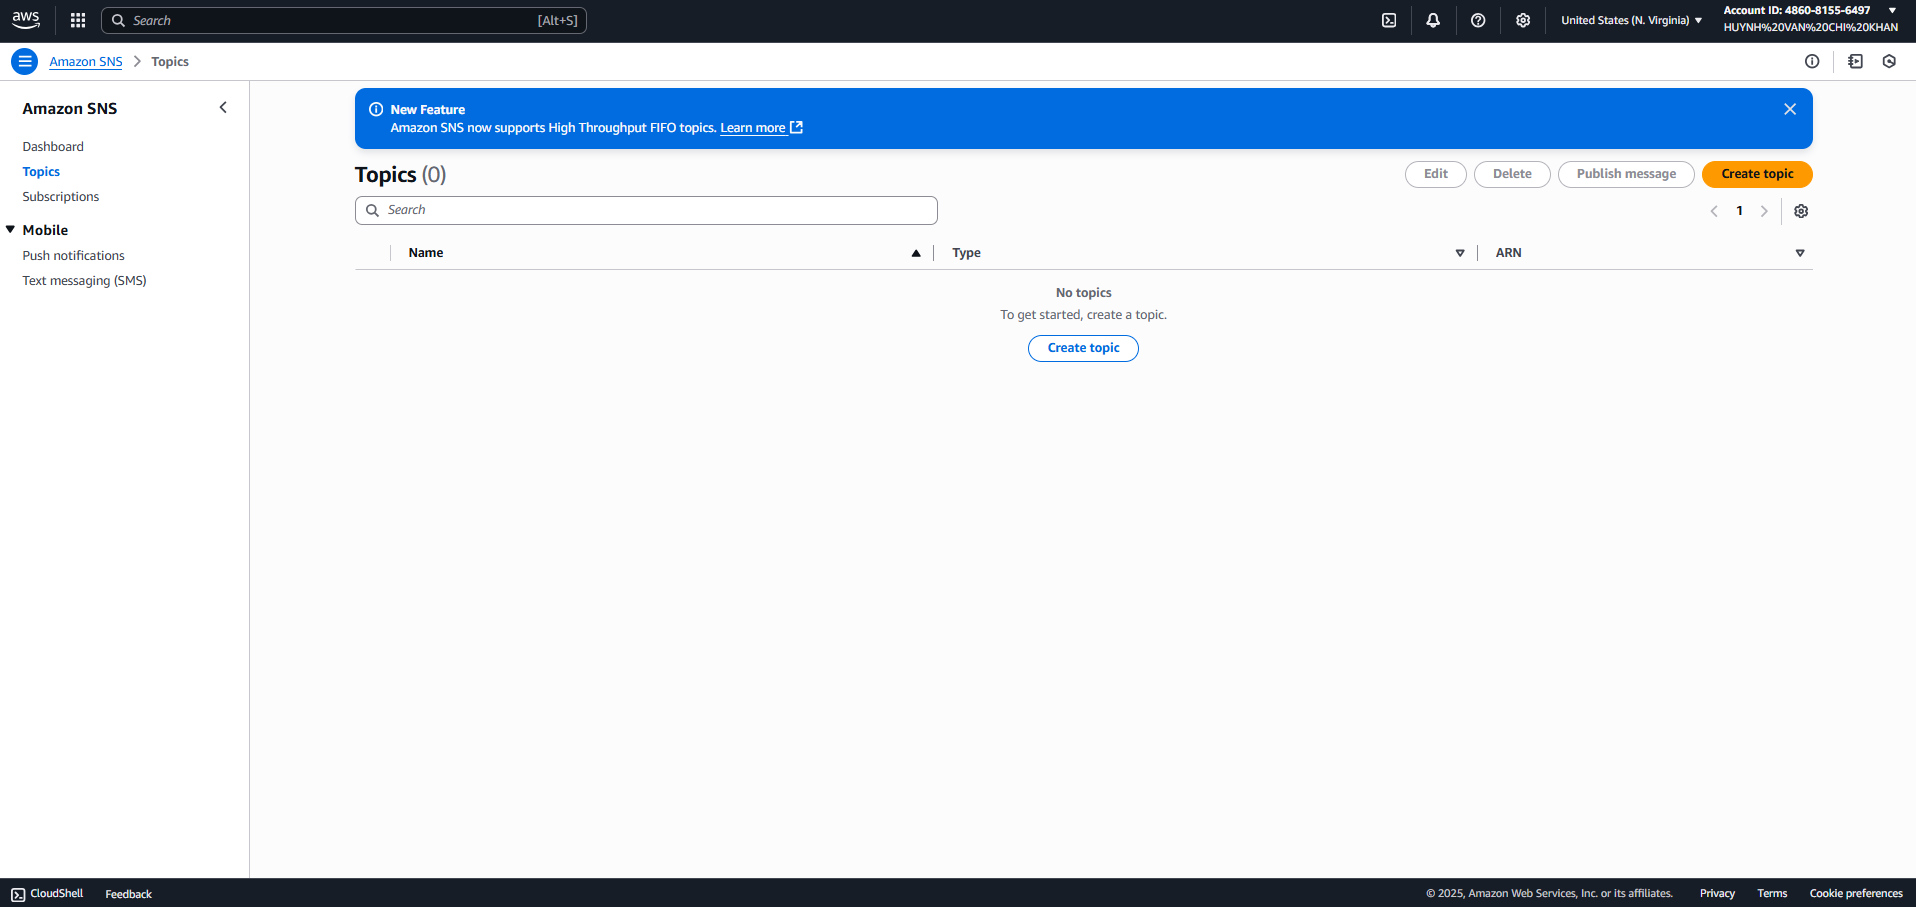 aws
Search [Alt+S]
United States (N. Virginia)
Account ID: 4860-8155-6497
HUYNH%20VAN%20CHI%20KHAN
Amazon SNS > Topics
Amazon SNS
Dashboard
Topics
Subscriptions
Mobile
Push notifications
Text messaging (SMS)
New Feature
Amazon SNS now supports High Throughput FIFO topics. Learn more
Topics (0)
Edit Delete Publish message Create topic
Search
1
Name Type ARN
No topics
To get started, create a topic.
Create topic
CloudShell Feedback © 2025, Amazon Web Services, Inc. or its affiliates. Privacy Terms Cookie preferences